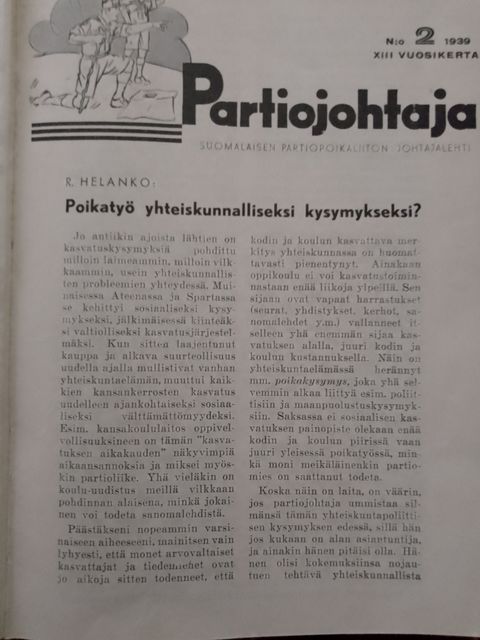 N:o 2 1939
XIII VUOSIKERTA
Partiojohtaja
SUOMALAISEN PARTIOPOIKALIITON JOHTAJALEHTI
R. HELANKO:
Poikatyö yhteiskunnalliseksi kysymykseksi?
Jo antiikin ajoista lähtien on
kasvatuskysymyksiä pohdittu
milloin laimeammin, milloin vil-
kaammin, usein yhteiskunnallis-
ten probleemien yhteydessä. Mui-
naisessa Ateenassa ja Spartassa
se kehittyi sosiaaliseksi kysy-
mykseksi, jälkimäisessä kiinteäk-
si valtiolliseksi kasvatusjärjestel-
mäksi. Kun sitten laajentunut
kauppa ja alkava suurteollisuus
uudella ajalla mullistivat vanhan
yhteiskuntaelämän, muuttui kaik-
kien kansankerrosten kasvatus
uudelleen ajankohtaiseksi sosiaa-
liseksi välttämättömyydeksi.
Esim. kansakoululaitos oppivel-
vollisuuksineen on tämän "kasva-
tuksen aikakauden" näkyvimpiä
aikaansannoksia ja miksei myös-
kin partioliike. Yhä vieläkin on
koulu-uudistus meillä vilkkaan
pohdinnan alaisena, minkä jokai-
nen voi todeta sanomalehdistä.
Päästäkseni nopeammin varsi-
naiseen aiheeseeni, mainitsen vain
lyhyesti, että monet arvovaltaiset
kasvattajat ja tiedemiehet ovat
jo aikoja sitten todenneet, että
kodin ja koulun kasvattava mer-
kitys yhteiskunnassa on huomat-
tavasti pienentynyt. Ainakaan
oppikoulu ei voi kasvatustoimin-
nastaan enää liikoja ylpeillä. Sen
sijaan ovat vapaat harrastukset
(seurat, yhdistykset, kerhot, sa-
nomalehdet y.m.) vallanneet it-
selleen yhä enemmän sijaa kas-
vatuksen alalla, juuri kodin ja
koulun kustannuksella. Näin on
yhteiskuntaelämässä herännyt
mm. poikakysymys, joka yhä sel-
vemmin alkaa liittyä esim. poliit-
tisiin ja maanpuolustuskysymyk-
siin. Saksassa ei sosiaalisen kas-
vatuksen painopiste olekaan enää
kodin ja koulun piirissä vaan
juuri yleisessä poikatyössä, min-
kä moni meikäläinenkin partio-
mies on saattanut todeta.
Koska näin on laita, on väärin,
jos partiojohtaja ummistaa sil-
mänsä tämän yhteiskuntapoliitti-
sen kysymyksen edessä, sillä hän
jos kukaan on alan asiantuntija,
ja ainakin hänen pitäisi olla. Hä-
nen olisi kokemuksiinsa nojau-
tuen tehtävä yhteiskunnallista